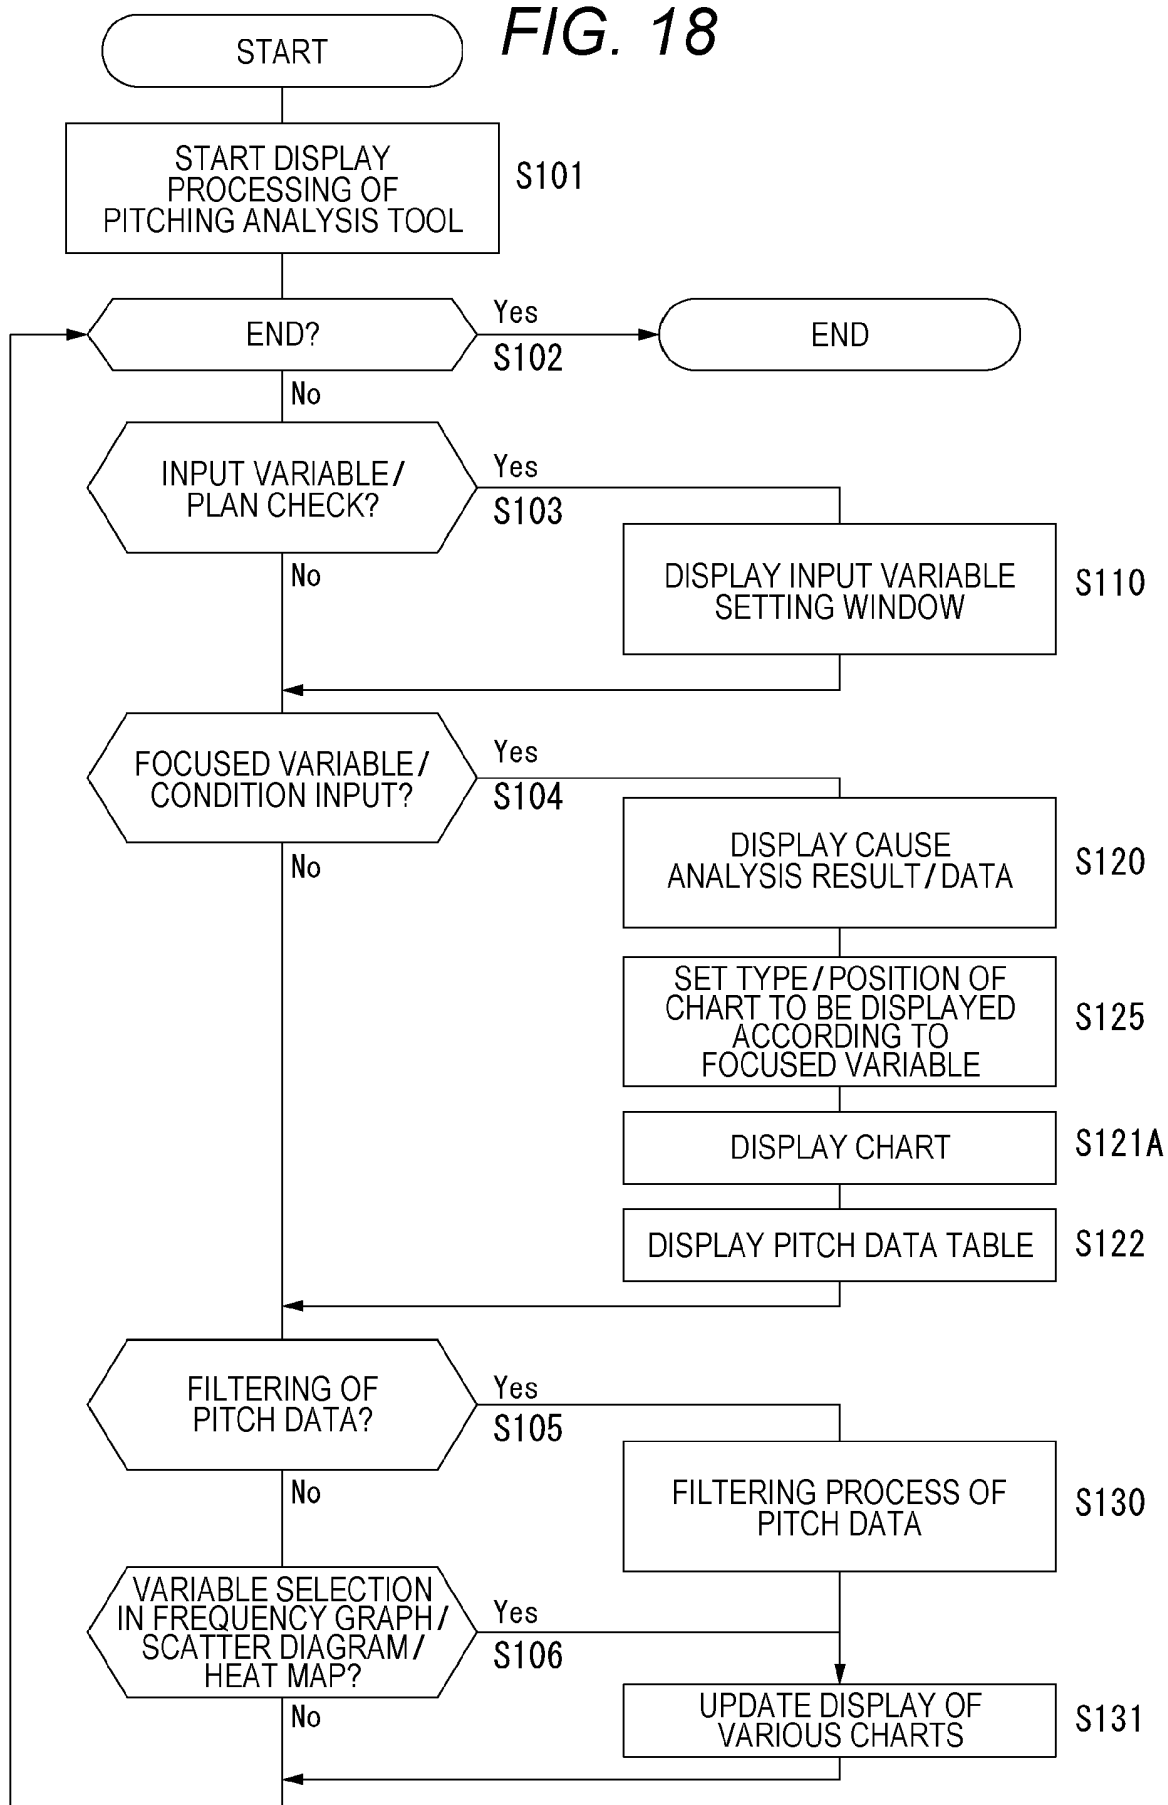 FIG. 18
START
START DISPLAY
PROCESSING OF
PITCHING ANALYSIS TOOL
S101
END?
Yes
S102
END
No
INPUT VARIABLE/
PLAN CHECK?
Yes
S103
No
DISPLAY INPUT VARIABLE
SETTING WINDOW
S110
FOCUSED VARIABLE/
CONDITION INPUT?
Yes
S104
No
DISPLAY CAUSE
ANALYSIS RESULT/DATA
S120
SET TYPE/POSITION OF
CHART TO BE DISPLAYED
ACCORDING TO
FOCUSED VARIABLE
S125
DISPLAY CHART
S121A
DISPLAY PITCH DATA TABLE
S122
FILTERING OF
PITCH DATA?
Yes
S105
No
FILTERING PROCESS OF
PITCH DATA
S130
VARIABLE SELECTION
IN FREQUENCY GRAPH/
SCATTER DIAGRAM/
HEAT MAP?
Yes
S106
No
UPDATE DISPLAY OF
VARIOUS CHARTS
S131